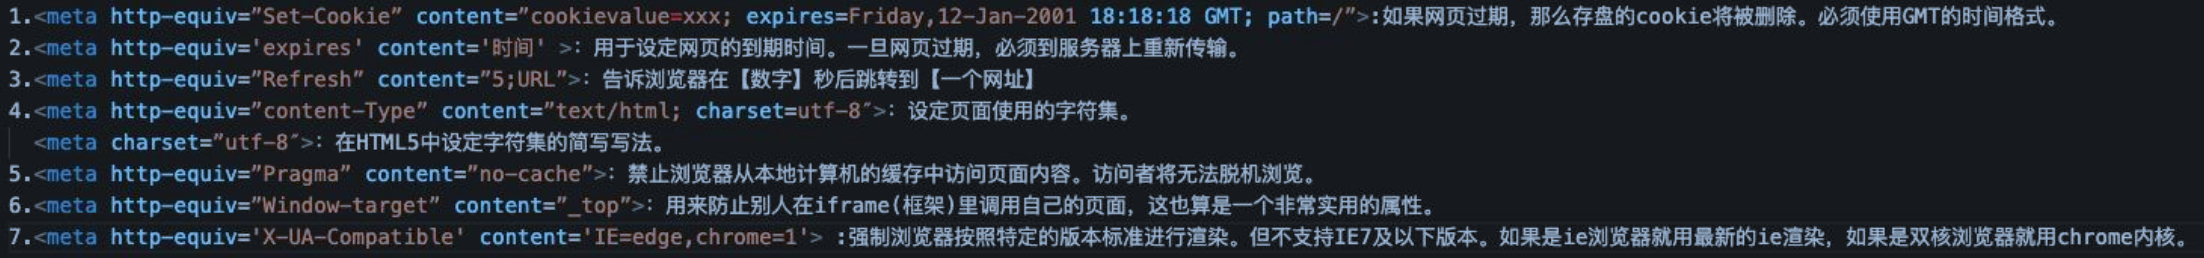 1.<meta http-equiv=”Set-Cookie” content=”cookievalue=xxx; expires=Friday,12-Jan-2001 18:18:18 GMT; path=/”>:如果网页过期，那么存盘的cookie将被删除。必须使用GMT的时间格式。
2.<meta http-equiv='expires' content='时间' >：用于设定网页的到期时间。一旦网页过期，必须到服务器上重新传输。
3.<meta http-equiv=”Refresh” content=”5;URL”>：告诉浏览器在【数字】秒后跳转到【一个网址】
4.<meta http-equiv=”content-Type” content=”text/html; charset=utf-8″>：设定页面使用的字符集。
<meta charset=”utf-8″>：在HTML5中设定字符集的简写写法。
5.<meta http-equiv=”Pragma” content=”no-cache”>：禁止浏览器从本地计算机的缓存中访问页面内容。访问者将无法脱机浏览。
6.<meta http-equiv=”Window-target” content=”_top”>：用来防止别人在iframe(框架)里调用自己的页面，这也算是一个非常实用的属性。
7.<meta http-equiv='X-UA-Compatible' content='IE=edge,chrome=1'> :强制浏览器按照特定的版本标准进行渲染。但不支持IE7及以下版本。如果是ie浏览器就用最新的ie渲染，如果是双核浏览器就用chrome内核。